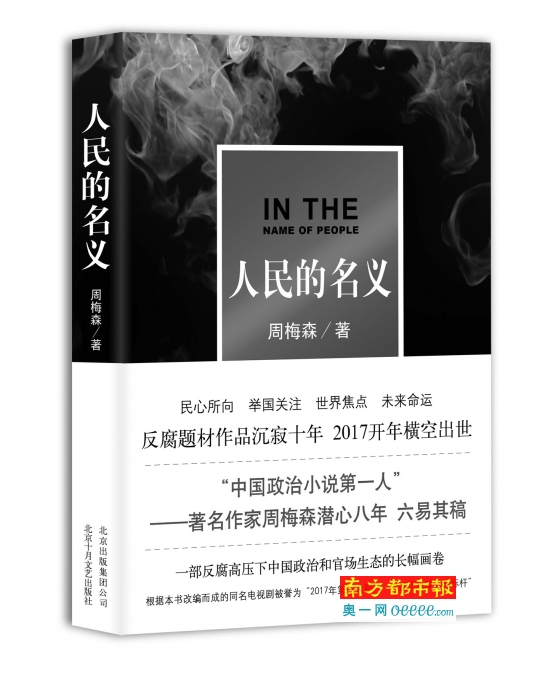 人民的名义
周梅森/著
北京出版集团公司
北京十月文艺出版社
IN THE
NAME OF PEOPLE
人民的名义
周梅森/著
民心所向 举国关注 世界焦点 未来命运
反腐题材作品沉寂十年 2017开年横空出世
“中国政治小说第一人”
——著名作家周梅森潜心八年 六易其稿
一部反腐高压下中国政治和官场生态的长幅画卷
根据本书改编而成的同名电视剧被誉为“2017年 标杆”
南方都市報
奥一网 oeeee.com